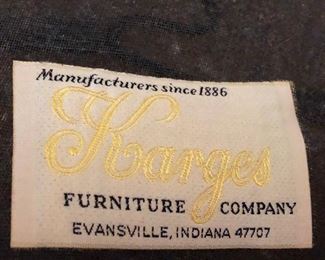 Manufacturers since 1886
Karges
FURNITURE COMPANY
EVANSVILLE, INDIANA 47707